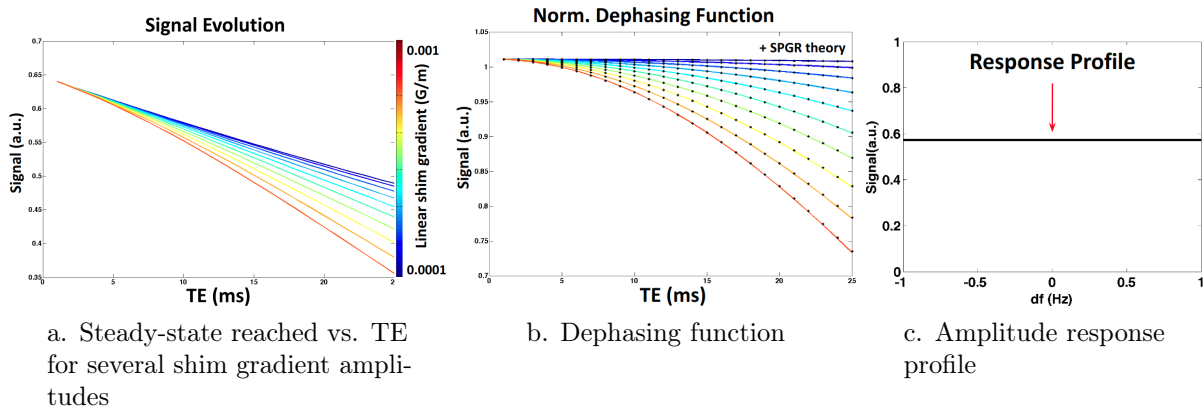 Signal Evolution
0.7
0.65
0.6
0.55
0.5
0.45
0.4
0.35
Signal (a.u.)
0
5
10
15
20
2
TE (ms)
0.001
0.0001
Linear shim gradient (G/m)
a. Steady-state reached vs. TE
for several shim gradient ampli-
tudes
Norm. Dephasing Function
+ SPGR theory
1.05
1
0.95
0.9
0.85
0.8
0.75
0.7
Signal (a.u.)
0
5
10
15
20
25
TE (ms)
b. Dephasing function
Response Profile
1
0.8
0.6
0.4
0.2
0
Signal(a.u.)
-1
-0.5
0
0.5
1
df (Hz)
c. Amplitude response
profile